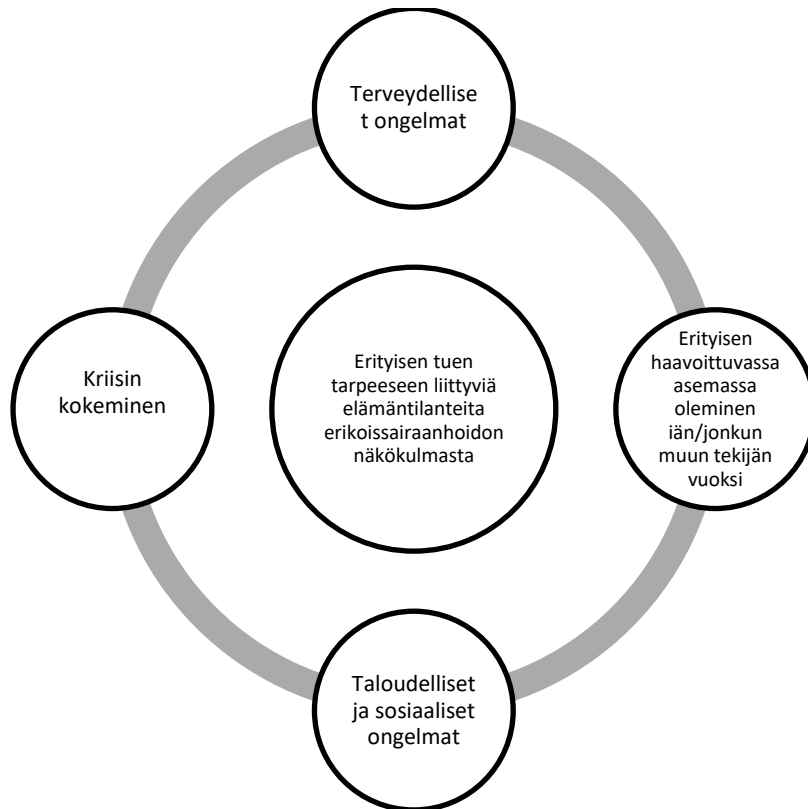 Terveydellise
t ongelmat
Kriisin
kokeminen
Erityisen tuen
tarpeeseen liittyviä
elämäntilanteita
erikoissairaanhoidon
näkökulmasta
Erityisen
haavoittuvassa
asemassa
oleminen
iän/jonkun
muun tekijän
vuoksi
Taloudelliset
ja sosiaaliset
ongelmat